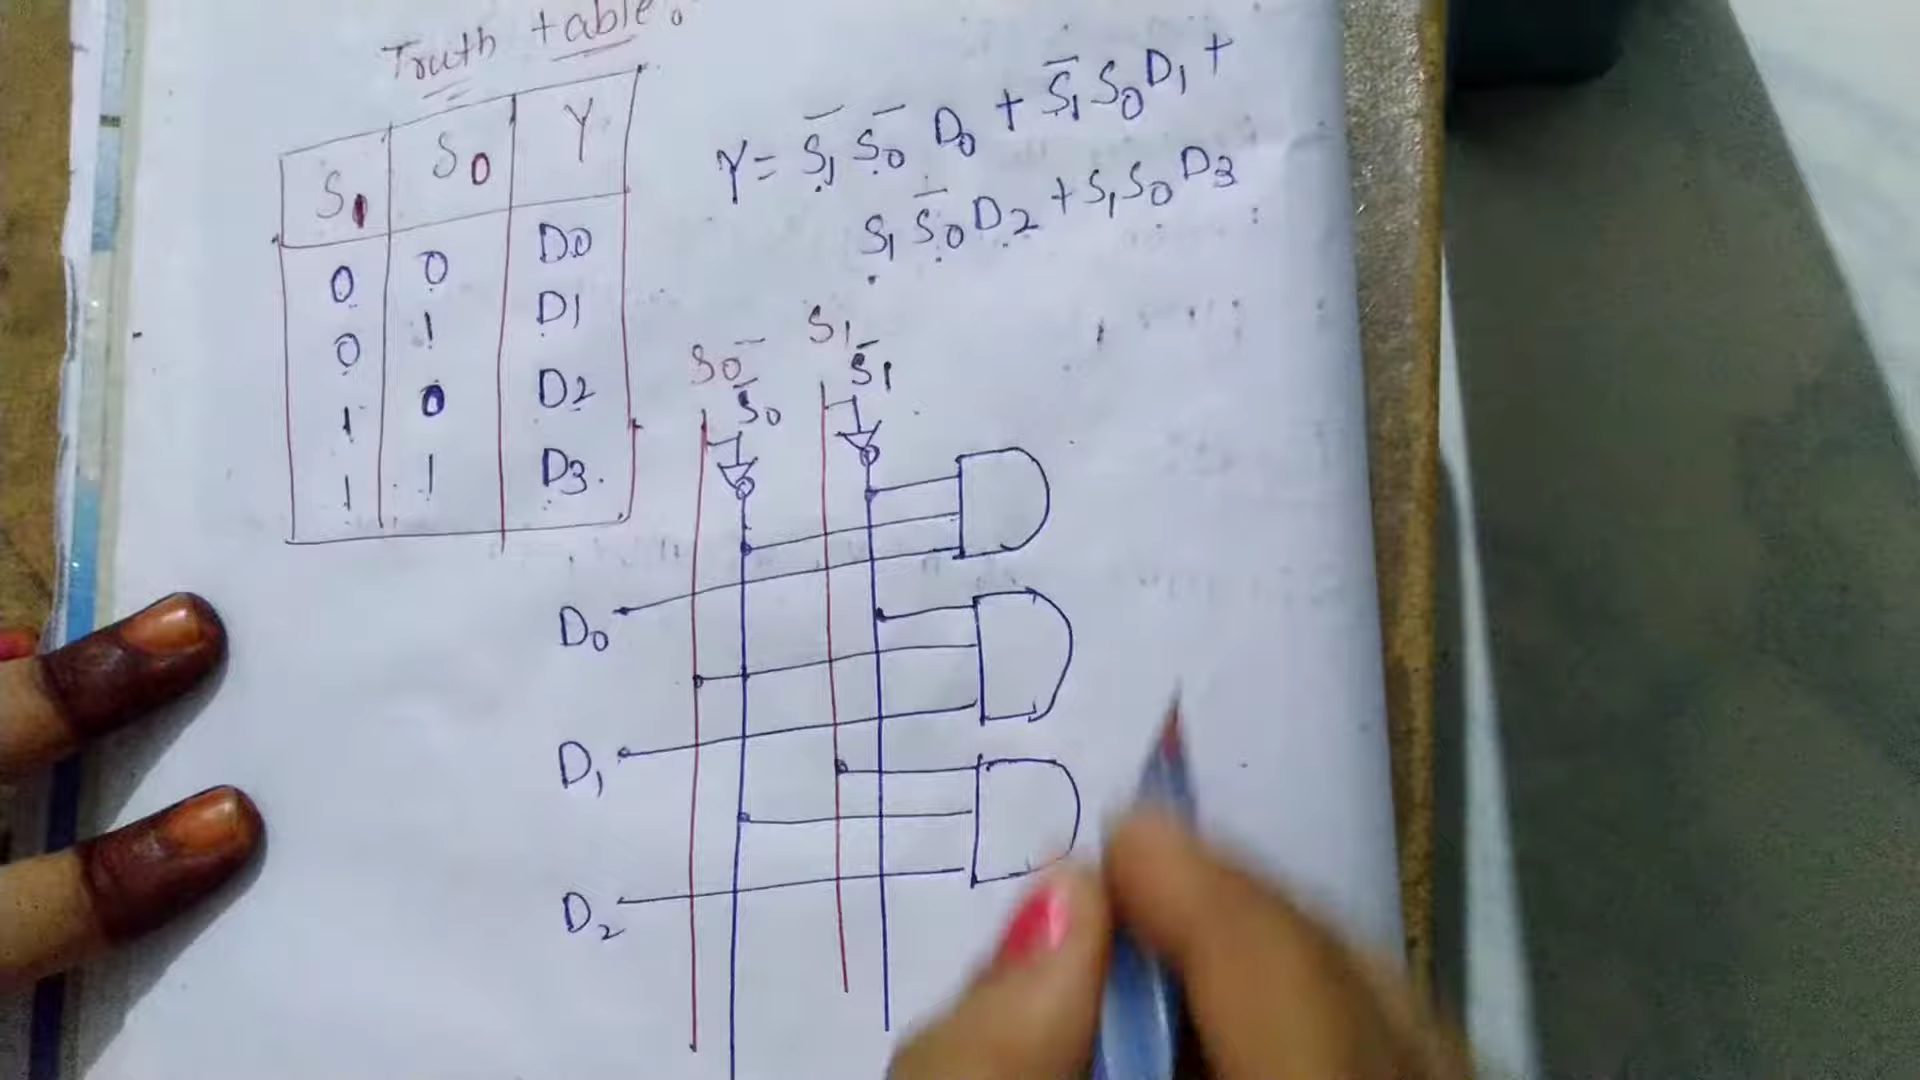 Truth table.
S1 S0 Y
0 0 D0
0 1 D1
1 0 D2
1 1 D3.
Y = S̅1 S̅0 D0 + S̅1 S0 D1 +
S1 S̅0 D2 + S1 S0 D3
S0 S̅0 S1 S̅1
D0
D1
D2